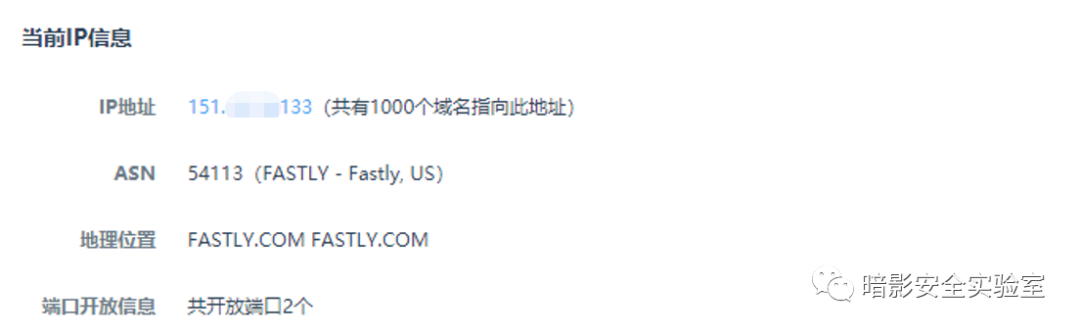 当前IP信息
IP地址 151. 133（共有1000个域名指向此地址）
ASN 54113（FASTLY - Fastly, US）
地理位置 FASTLY.COM FASTLY.COM
端口开放信息 共开放端口2个
暗影安全实验室